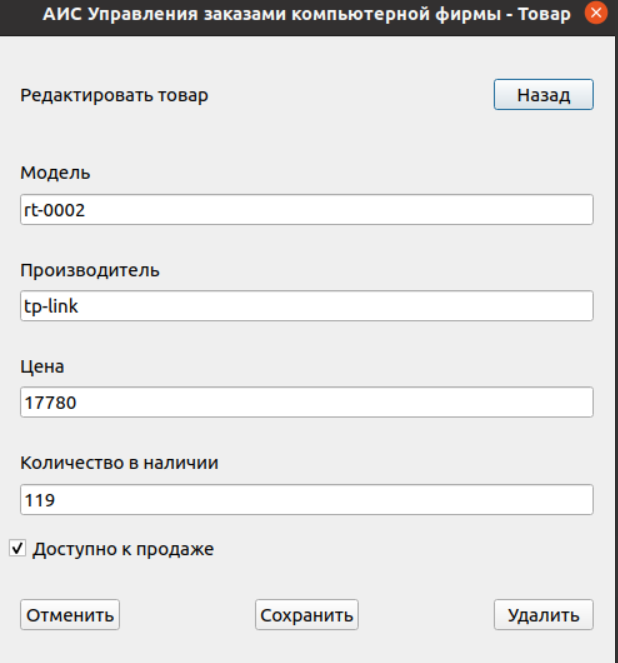 АИС Управления заказами компьютерной фирмы - Товар
Редактировать товар
Назад
Модель
rt-0002
Производитель
tp-link
Цена
17780
Количество в наличии
119
Доступно к продаже
Отменить
Сохранить
Удалить